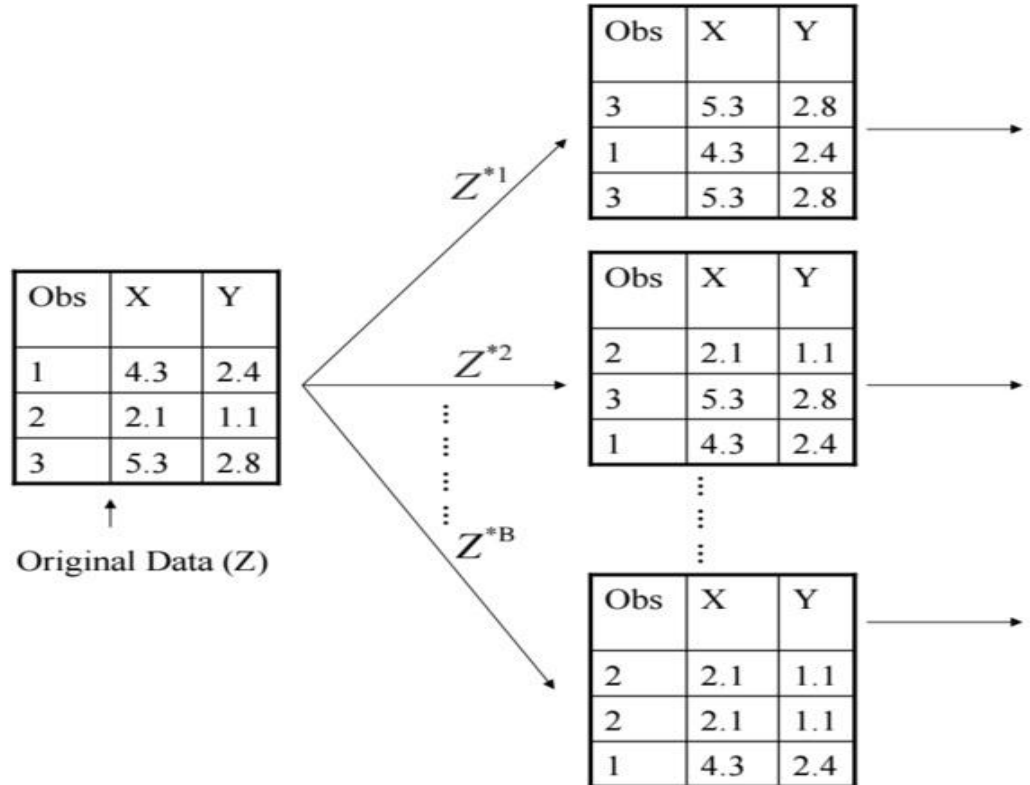 Obs X Y
3 5.3 2.8
1 4.3 2.4
3 5.3 2.8
Z*1
Obs X Y
1 4.3 2.4
2 2.1 1.1
3 5.3 2.8
Original Data (Z)
Z*2
Obs X Y
2 2.1 1.1
3 5.3 2.8
1 4.3 2.4
Z*B
Obs X Y
2 2.1 1.1
2 2.1 1.1
1 4.3 2.4